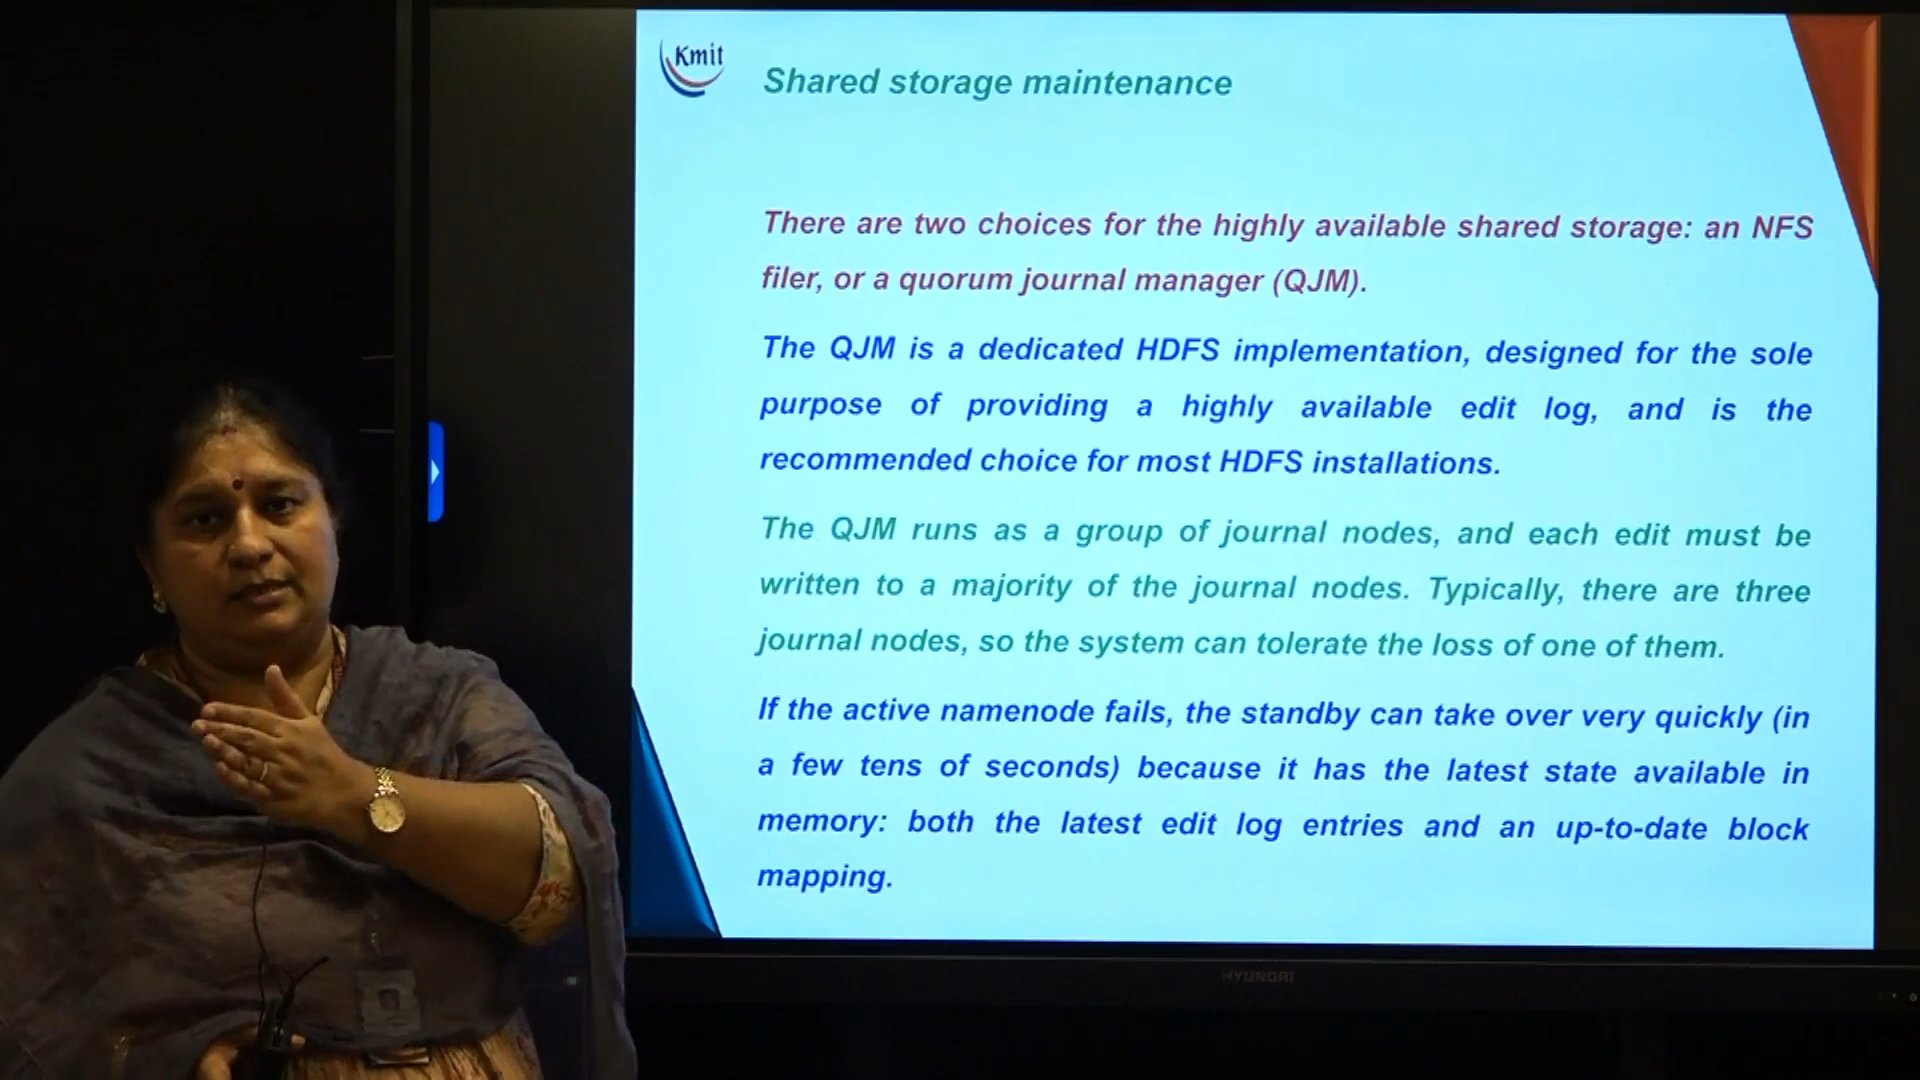 Kmit
Shared storage maintenance
There are two choices for the highly available shared storage: an NFS
filer, or a quorum journal manager (QJM).
The QJM is a dedicated HDFS implementation, designed for the sole
purpose of providing a highly available edit log, and is the
recommended choice for most HDFS installations.
The QJM runs as a group of journal nodes, and each edit must be
written to a majority of the journal nodes. Typically, there are three
journal nodes, so the system can tolerate the loss of one of them.
If the active namenode fails, the standby can take over very quickly (in
a few tens of seconds) because it has the latest state available in
memory: both the latest edit log entries and an up-to-date block
mapping.
HYUNDAI